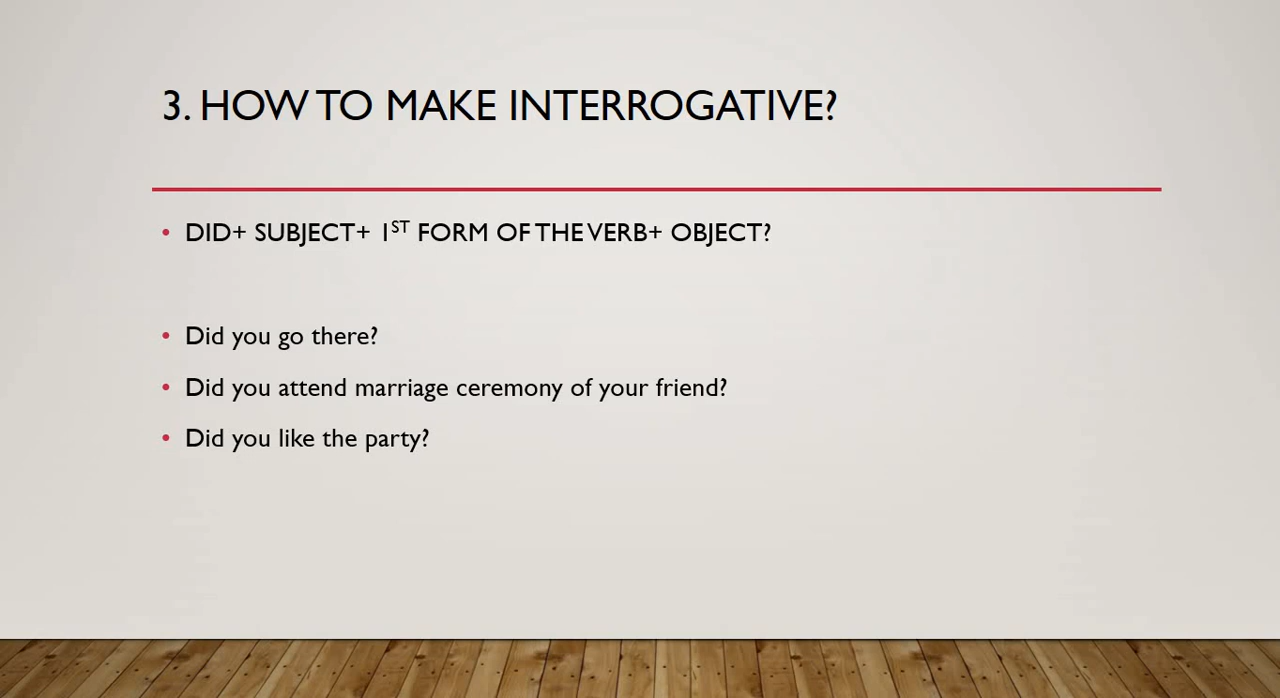 3. HOW TO MAKE INTERROGATIVE?
• DID+ SUBJECT+ 1ST FORM OF THE VERB+ OBJECT?
• Did you go there?
• Did you attend marriage ceremony of your friend?
• Did you like the party?